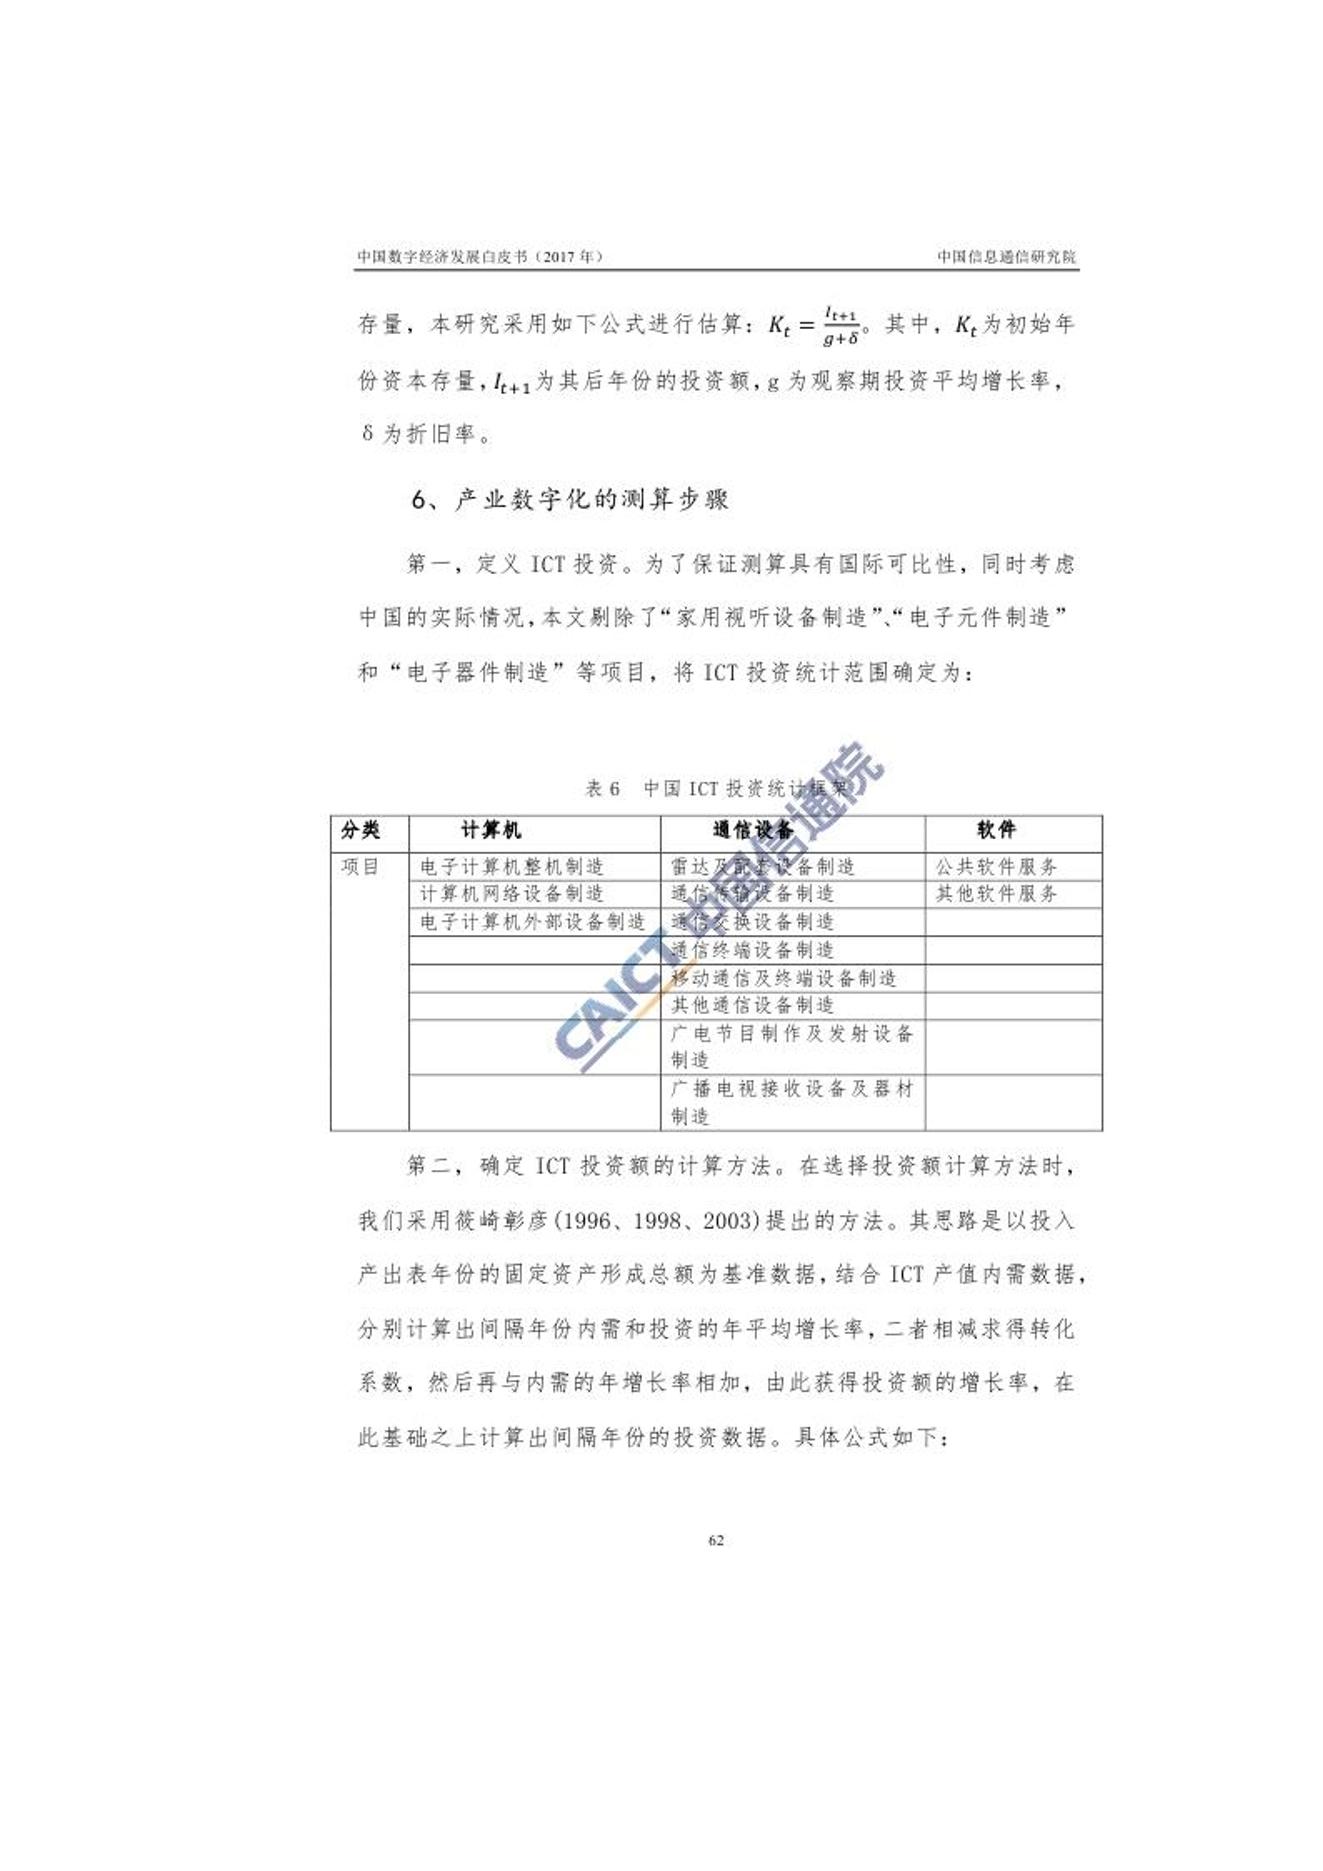 中国数字经济发展白皮书（2017 年）　中国信息通信研究院
存量，本研究采用如下公式进行估算：K_t = I_{t+1}/(g+δ)。其中，K_t为初始年
份资本存量，I_{t+1}为其后年份的投资额，g 为观察期投资平均增长率，
δ为折旧率。
6、产业数字化的测算步骤
第一，定义 ICT 投资。为了保证测算具有国际可比性，同时考虑
中国的实际情况，本文剔除了“家用视听设备制造”、“电子元件制造”
和“电子器件制造”等项目，将 ICT 投资统计范围确定为：
表 6　中国 ICT 投资统计框架
分类　计算机　通信设备　软件
项目　电子计算机整机制造　雷达及配套设备制造　公共软件服务
计算机网络设备制造　通信传输设备制造　其他软件服务
电子计算机外部设备制造　通信交换设备制造
通信终端设备制造
移动通信及终端设备制造
其他通信设备制造
广电节目制作及发射设备
制造
广播电视接收设备及器材
制造
CAICT 中国信通院
第二，确定 ICT 投资额的计算方法。在选择投资额计算方法时，
我们采用筱崎彰彦(1996、1998、2003)提出的方法。其思路是以投入
产出表年份的固定资产形成总额为基准数据，结合 ICT 产值内需数据，
分别计算出间隔年份内需和投资的年平均增长率，二者相减求得转化
系数，然后再与内需的年增长率相加，由此获得投资额的增长率，在
此基础之上计算出间隔年份的投资数据。具体公式如下：
62